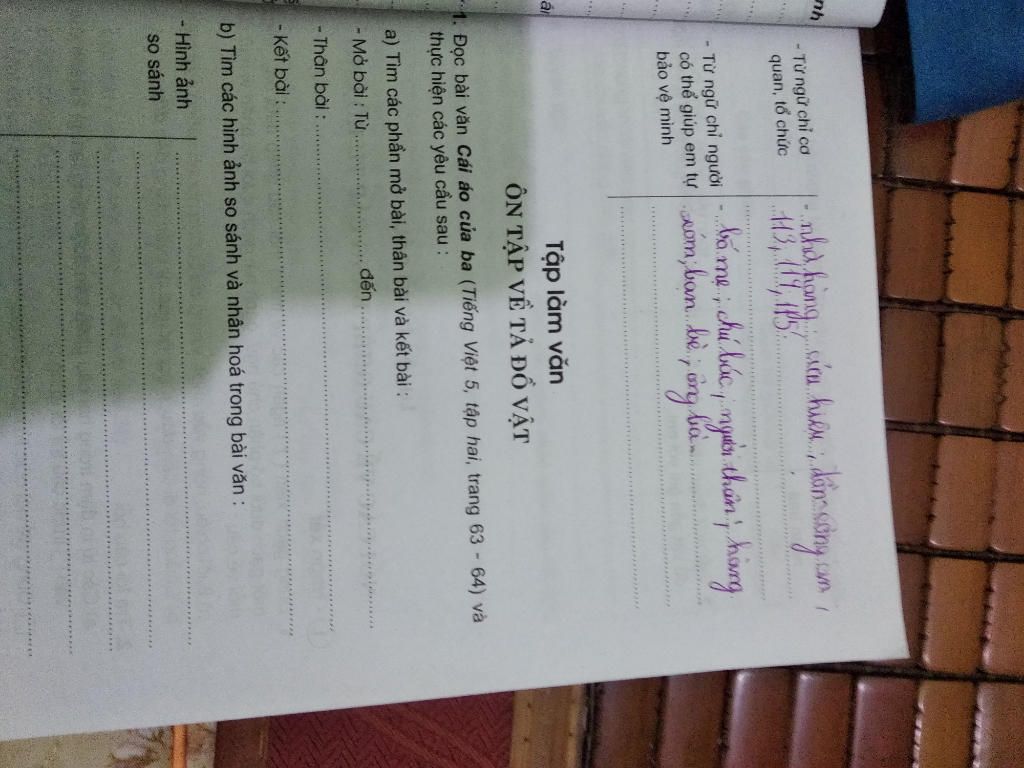 - Từ ngữ chỉ cơ
quan, tổ chức
- nhà hàng; cửa hiệu; đồn công an;
113, 114, 115.
- Từ ngữ chỉ người
có thể giúp em tự
bảo vệ mình
- bố mẹ; chú bác; người thân; hàng
xóm; bạn bè; ông bà
Tập làm văn
ÔN TẬP VỀ TẢ ĐỒ VẬT
1. Đọc bài văn Cái áo của ba (Tiếng Việt 5, tập hai, trang 63 - 64) và
thực hiện các yêu cầu sau :
a) Tìm các phần mở bài, thân bài và kết bài :
- Mở bài : Từ .................... đến ....................
- Thân bài : ....................
- Kết bài : ....................
b) Tìm các hình ảnh so sánh và nhân hoá trong bài văn :
- Hình ảnh
so sánh